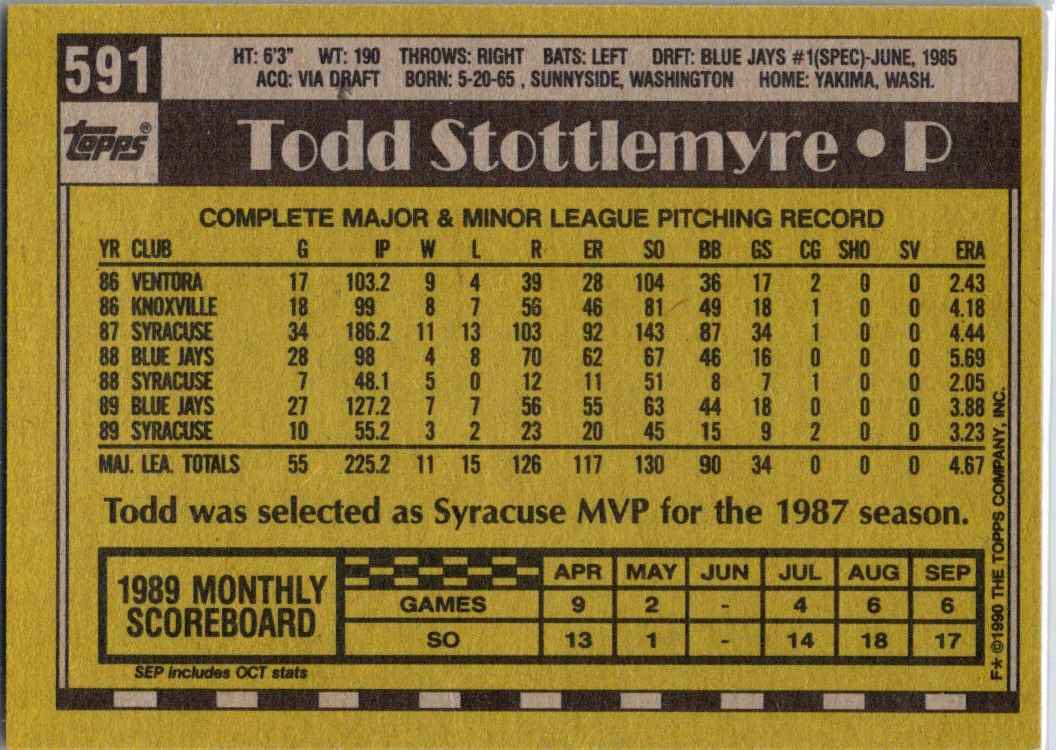 591
HT: 6'3" WT: 190 THROWS: RIGHT BATS: LEFT DRFT: BLUE JAYS #1(SPEC)-JUNE, 1985
ACQ: VIA DRAFT BORN: 5-20-65 , SUNNYSIDE, WASHINGTON HOME: YAKIMA, WASH.
Topps®
Todd Stottlemyre • P
COMPLETE MAJOR & MINOR LEAGUE PITCHING RECORD
YR CLUB G IP W L R ER SO BB GS CG SHO SV ERA
86 VENTURA 17 103.2 9 4 39 28 104 36 17 2 0 0 2.43
86 KNOXVILLE 18 99 8 7 56 46 81 49 18 1 0 0 4.18
87 SYRACUSE 34 186.2 11 13 103 92 143 87 34 1 0 0 4.44
88 BLUE JAYS 28 98 4 8 70 62 67 46 16 0 0 0 5.69
88 SYRACUSE 7 48.1 5 0 12 11 51 8 7 1 0 0 2.05
89 BLUE JAYS 27 127.2 7 7 56 55 63 44 18 0 0 0 3.88
89 SYRACUSE 10 55.2 3 2 23 20 45 15 9 2 0 0 3.23
MAJ. LEA. TOTALS 55 225.2 11 15 126 117 130 90 34 0 0 0 4.67
Todd was selected as Syracuse MVP for the 1987 season.
1989 MONTHLY
SCOREBOARD
APR MAY JUN JUL AUG SEP
GAMES 9 2 - 4 6 6
SO 13 1 - 14 18 17
SEP includes OCT stats
F* ©1990 THE TOPPS COMPANY, INC.